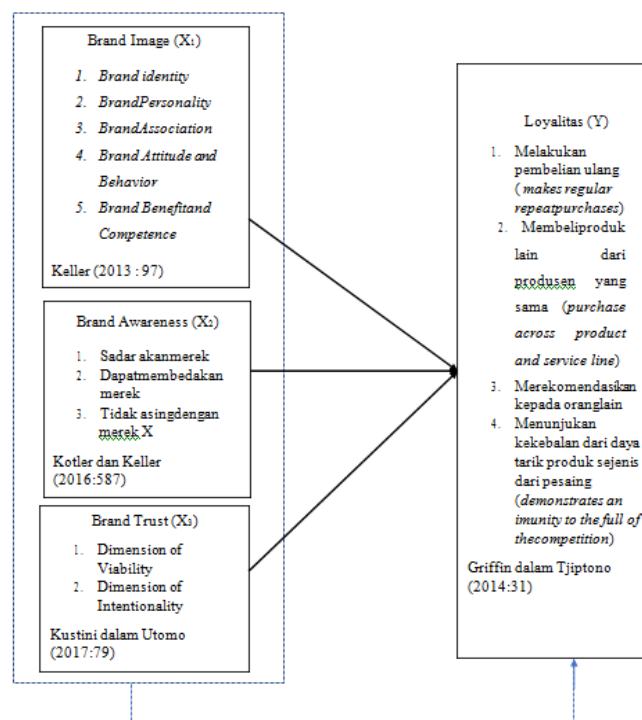 Brand Image (X₁)
1. Brand identity
2. BrandPersonality
3. BrandAssociation
4. Brand Attitude and
Behavior
5. Brand Benefitand
Competence
Keller (2013 : 97)
Brand Awareness (X₂)
1. Sadar akanmerek
2. Dapatmembedakan
merek
3. Tidak asingdengan
merek X
Kotler dan Keller
(2016:587)
Brand Trust (X₃)
1. Dimension of
Viability
2. Dimension of
Intentionality
Kustini dalam Utomo
(2017:79)
Loyalitas (Y)
1. Melakukan
pembelian ulang
( makes regular
repeatpurchases)
2. Membeliproduk
lain dari
produsen yang
sama (purchase
across product
and service line)
3. Merekomendasikan
kepada oranglain
4. Menunjukan
kekebalan dari daya
tarik produk sejenis
dari pesaing
(demonstrates an
imunity to the full of
thecompetition)
Griffin dalam Tjiptono
(2014:31)